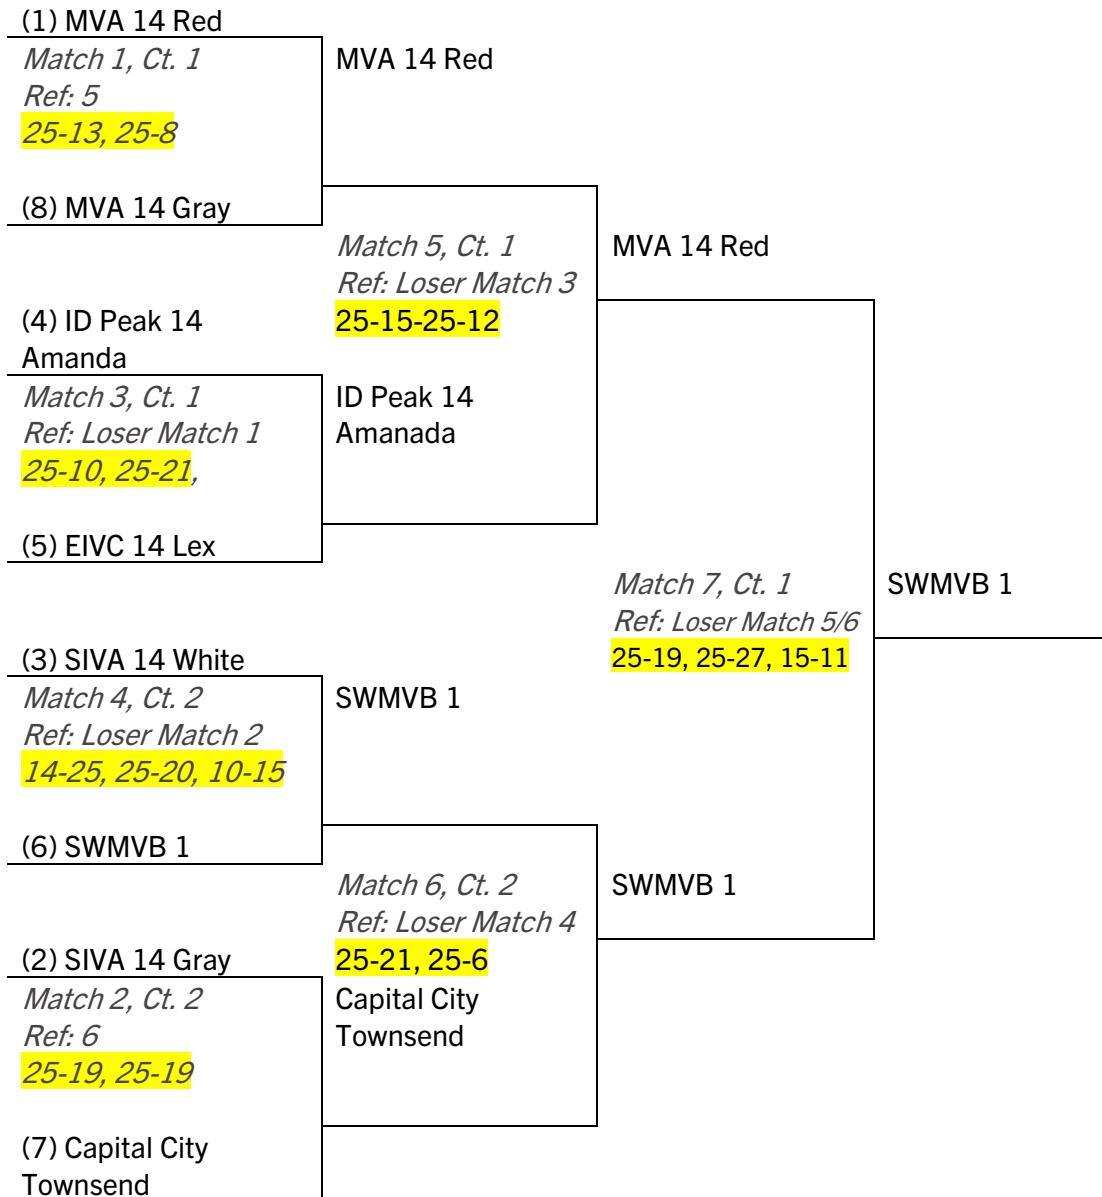 (1) MVA 14 Red
Match 1, Ct. 1
Ref: 5
25-13, 25-8
(8) MVA 14 Gray
(4) ID Peak 14
Amanda
Match 3, Ct. 1
Ref: Loser Match 1
25-10, 25-21,
(5) EIVC 14 Lex
(3) SIVA 14 White
Match 4, Ct. 2
Ref: Loser Match 2
14-25, 25-20, 10-15
(6) SWMVB 1
(2) SIVA 14 Gray
Match 2, Ct. 2
Ref: 6
25-19, 25-19
(7) Capital City
Townsend
MVA 14 Red
Match 5, Ct. 1
Ref: Loser Match 3
25-15-25-12
ID Peak 14
Amanada
SWMVB 1
Match 6, Ct. 2
Ref: Loser Match 4
25-21, 25-6
Capital City
Townsend
MVA 14 Red
Match 7, Ct. 1
Ref: Loser Match 5/6
25-19, 25-27, 15-11
SWMVB 1
SWMVB 1